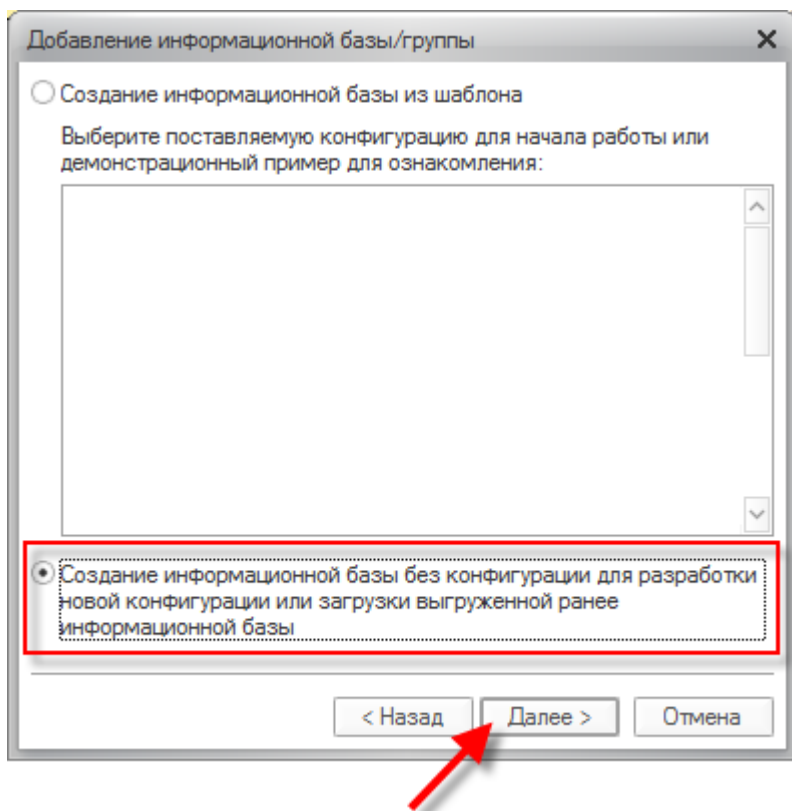 Добавление информационной базы/группы
Создание информационной базы из шаблона
Выберите поставляемую конфигурацию для начала работы или
демонстрационный пример для ознакомления:
Создание информационной базы без конфигурации для разработки
новой конфигурации или загрузки выгруженной ранее
информационной базы
< Назад
Далее >
Отмена